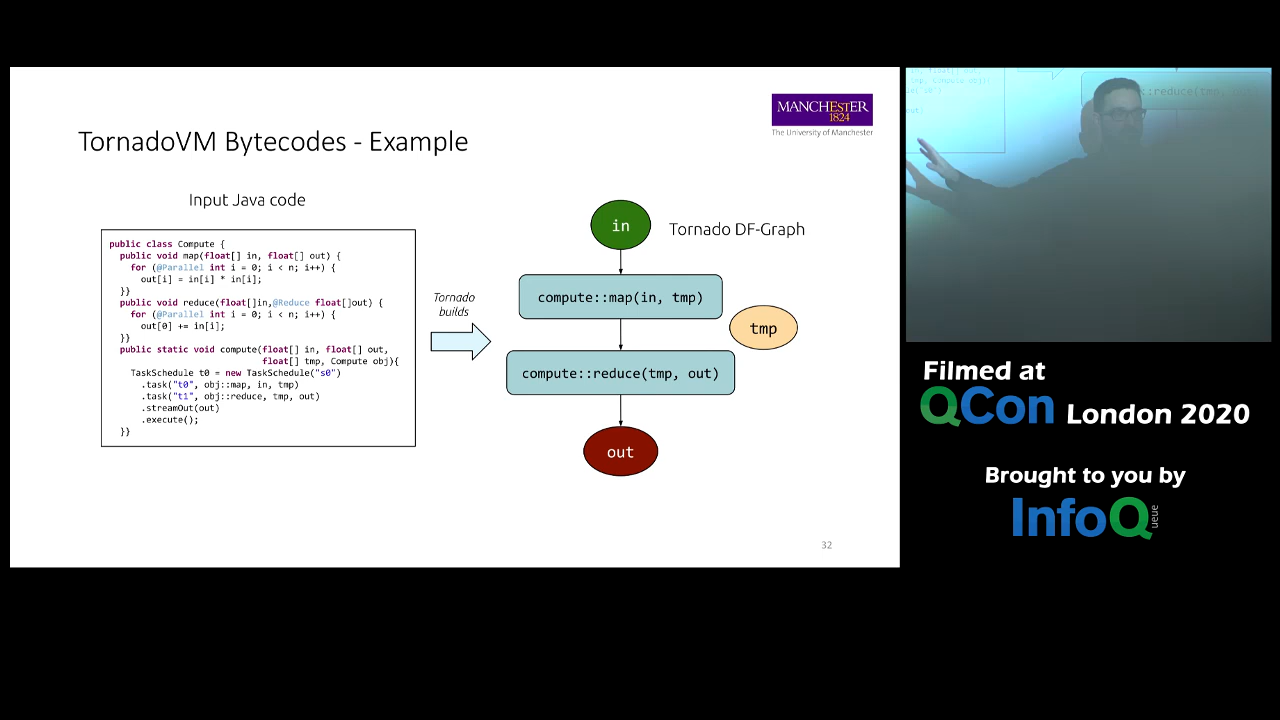 TornadoVM Bytecodes - Example
MANCHESTER
1824
The University of Manchester
Input Java code
public class Compute {
public void map(float[] in, float[] out) {
for (@Parallel int i = 0; i < n; i++) {
out[i] = in[i] * in[i];
}}
public void reduce(float[]in,@Reduce float[]out) {
for (@Parallel int i = 0; i < n; i++) {
out[0] += in[i];
}}
public static void compute(float[] in, float[] out,
float[] tmp, Compute obj){
TaskSchedule t0 = new TaskSchedule("s0")
.task("t0", obj::map, in, tmp)
.task("t1", obj::reduce, tmp, out)
.streamOut(out)
.execute();
}}
Tornado
builds
in
Tornado DF-Graph
compute::map(in, tmp)
tmp
compute::reduce(tmp, out)
out
32
::reduce(tmp, out
Filmed at
QCon London 2020
Brought to you by
InfoQueue